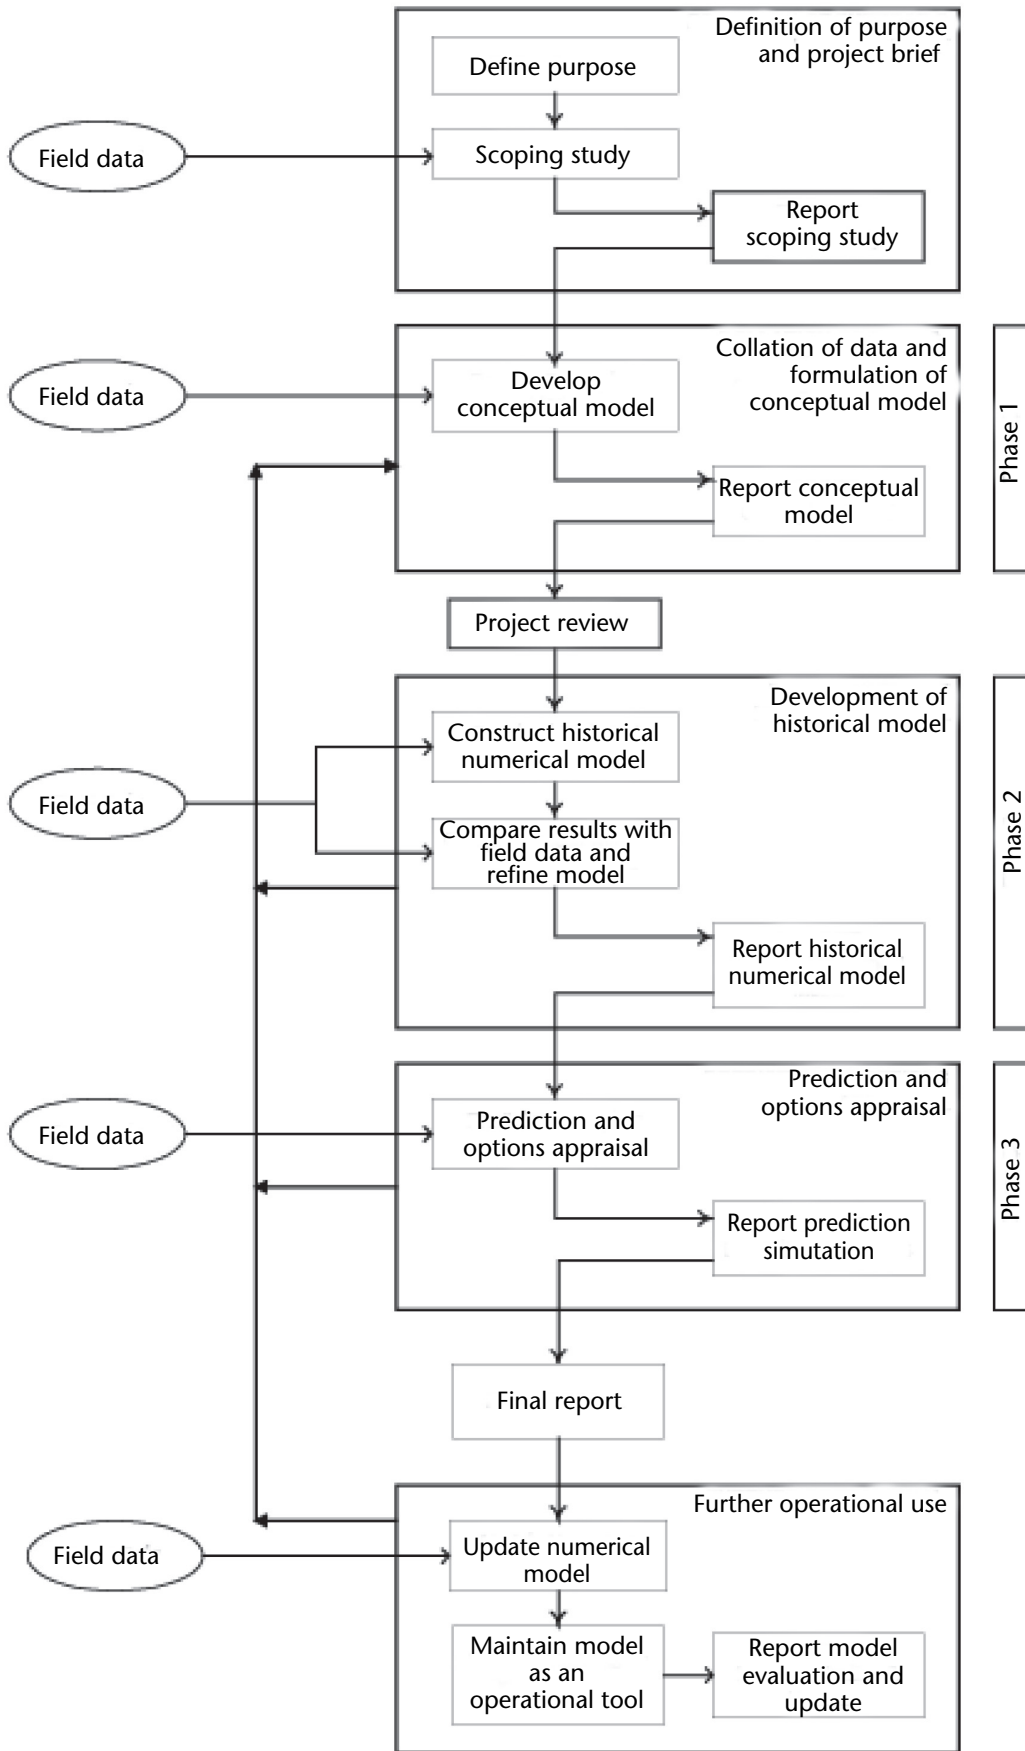 Definition of purpose
and project brief
Define purpose
Field data
Scoping study
Report
scoping study
Collation of data and
formulation of
conceptual model
Field data
Develop
conceptual model
Report conceptual
model
Phase 1
Project review
Development of
historical model
Construct historical
numerical model
Field data
Compare results with
field data and
refine model
Report historical
numerical model
Phase 2
Prediction and
options appraisal
Field data
Prediction and
options appraisal
Report prediction
simutation
Phase 3
Final report
Further operational use
Field data
Update numerical
model
Maintain model
as an
operational tool
Report model
evaluation and
update